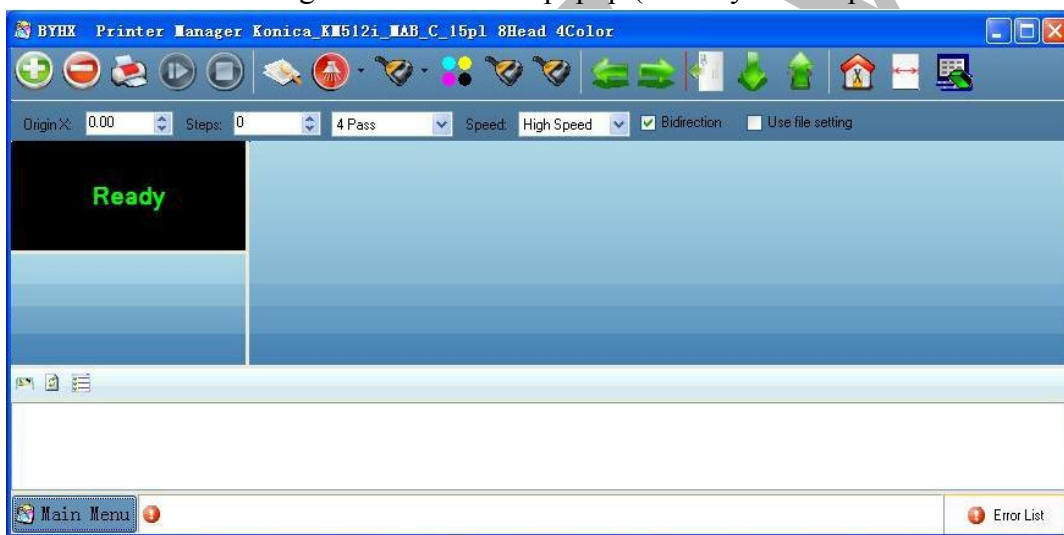 BYHX Printer Manager Konica_KM512i_MAB_C_15pl 8Head 4Color
Origin X: 0.00 Steps: 0 4 Pass Speed: High Speed Bidirection Use file setting
Ready
X
Main Menu
Error List